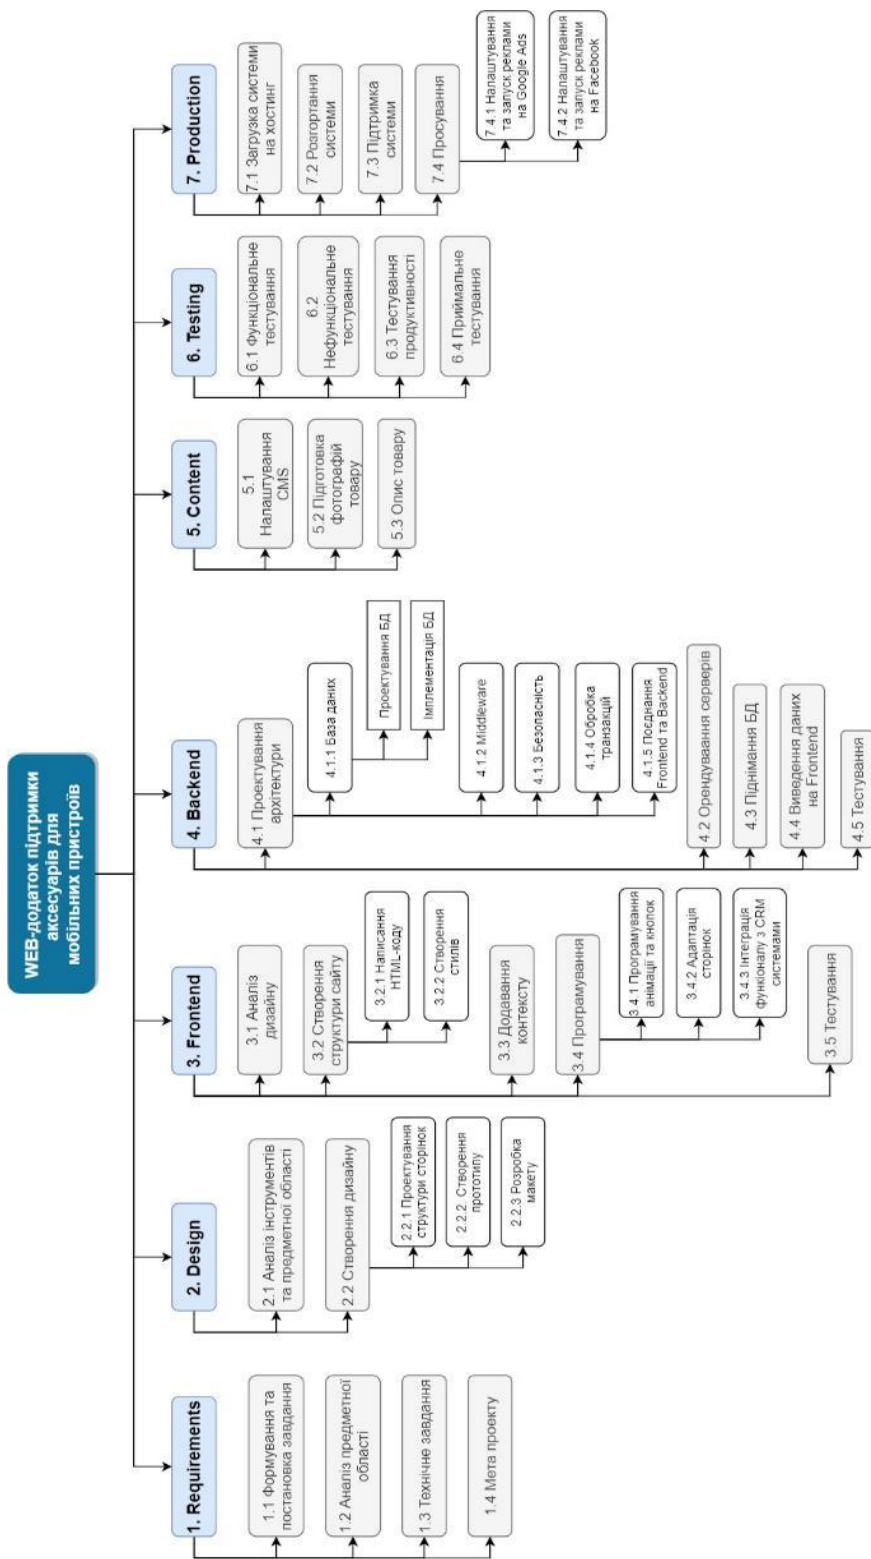 WEB-додаток підтримки
аксесуарів для
мобільних пристроїв
1. Requirements
1.1 Формування та
постановка завдання
1.2 Аналіз предметної
області
1.3 Технічне завдання
1.4 Мета проекту
2. Design
2.1 Аналіз інструментів
та предметної області
2.2 Створення дизайну
2.2.1 Проектування
структури сторінок
2.2.2 Створення
прототипу
2.2.3 Розробка
макету
3. Frontend
3.1 Аналіз
дизайну
3.2 Створення
структури сайту
3.2.1 Написання
HTML-коду
3.2.2 Створення
стилів
3.3 Додавання
контексту
3.4 Програмування
3.4.1 Програмування
анімації та кнопок
3.4.2 Адаптація
сторінок
3.4.3 Інтеграція
функіоналу з CRM
системами
3.5 Тестування
4. Backend
4.1 Проектування
архітектури
4.1.1 База даних
Проектування БД
Імплементація БД
4.1.2 Middleware
4.1.3 Безопасність
4.1.4 Обробка
транзакцій
4.1.5 Поєднання
Frontend та Backend
4.2 Орендуваання серверів
4.3 Піднімання БД
4.4 Виведення даних
на Frontend
4.5 Тестування
5. Content
5.1
Налаштування
CMS
5.2 Підготовка
фотографій
товару
5.3 Опис товару
6. Testing
6.1 Функціональне
тестування
6.2
Нефункціональне
тестування
6.3 Тестування
продуктивності
6.4 Приймальне
тестування
7. Production
7.1 Загрузка системи
на хостинг
7.2 Розгортання
системи
7.3 Підтримка
системи
7.4 Просування
7.4.1 Налаштування
та запуск реклами
на Google Ads
7.4.2 Налаштування
та запуск реклами
на Facebook